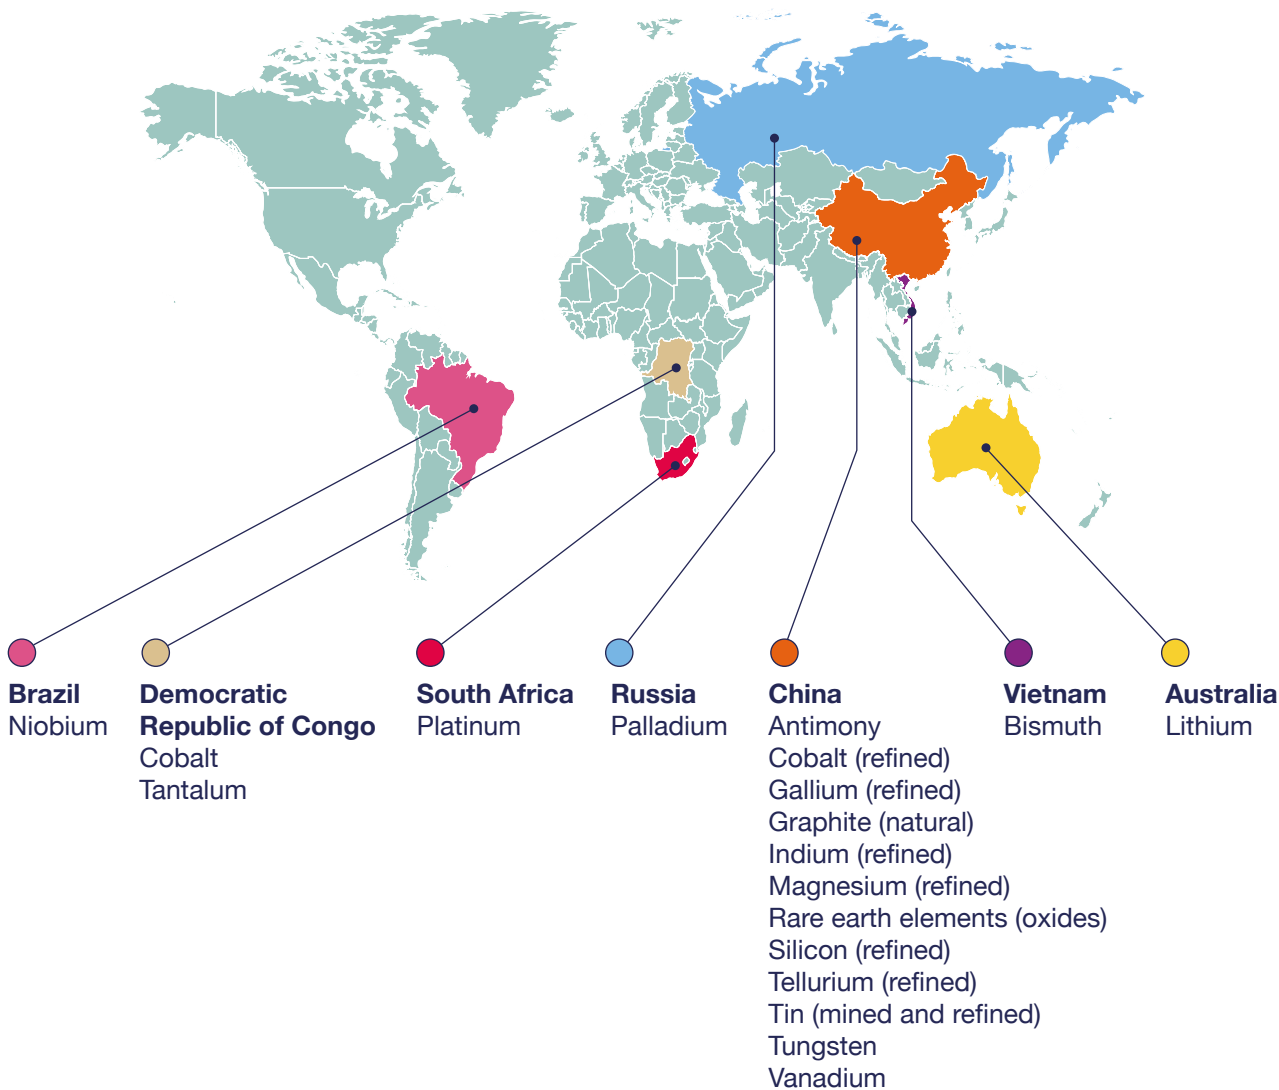 Brazil
Niobium
Democratic
Republic of Congo
Cobalt
Tantalum
South Africa
Platinum
Russia
Palladium
China
Antimony
Cobalt (refined)
Gallium (refined)
Graphite (natural)
Indium (refined)
Magnesium (refined)
Rare earth elements (oxides)
Silicon (refined)
Tellurium (refined)
Tin (mined and refined)
Tungsten
Vanadium
Vietnam
Bismuth
Australia
Lithium